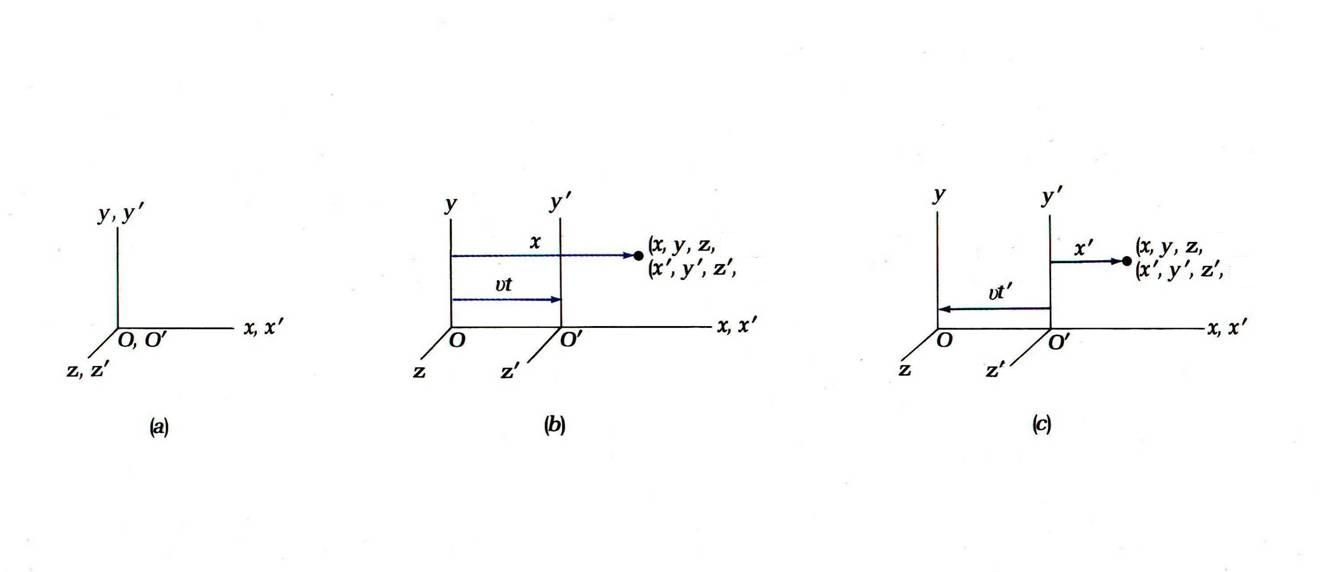 y, y′
O, O′
x, x′
z, z′
(a)
y
y′
x
(x, y, z,
(x′, y′, z′,
vt
x, x′
O
O′
z
z′
(b)
y
y′
x′
(x, y, z,
(x′, y′, z′,
vt′
x, x′
O
O′
z
z′
(c)